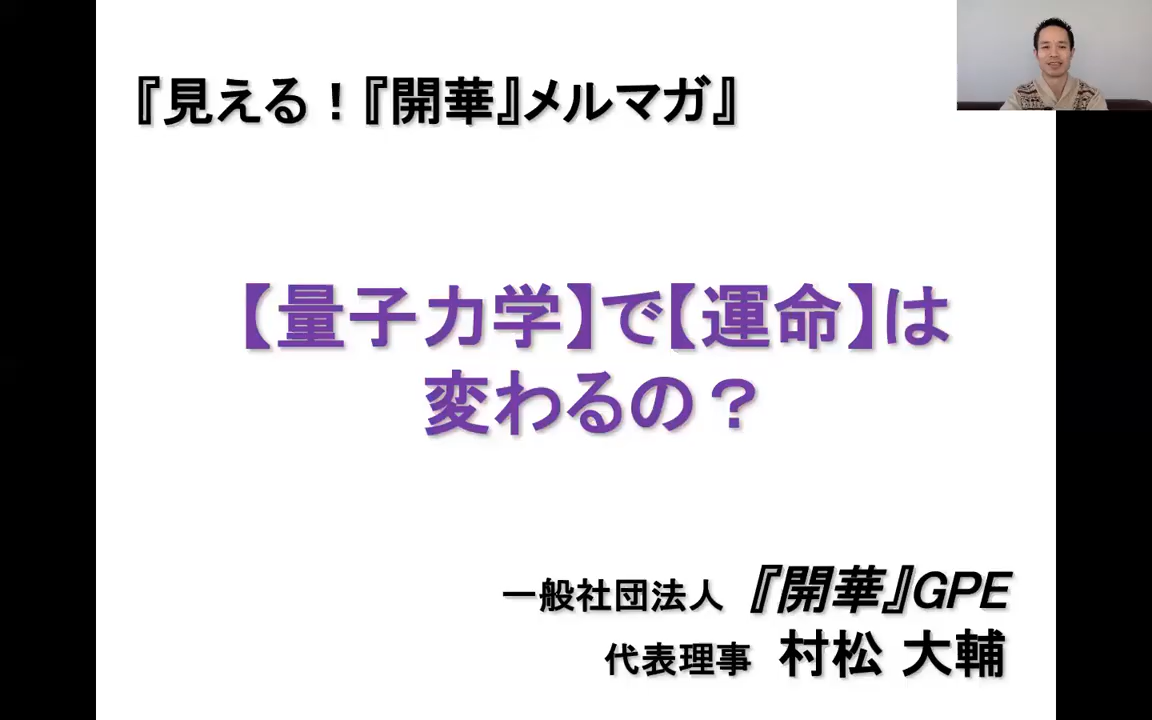 『見える！『開華』メルマガ』
【量子力学】で【運命】は
変わるの？
一般社団法人 『開華』GPE
代表理事 村松 大輔